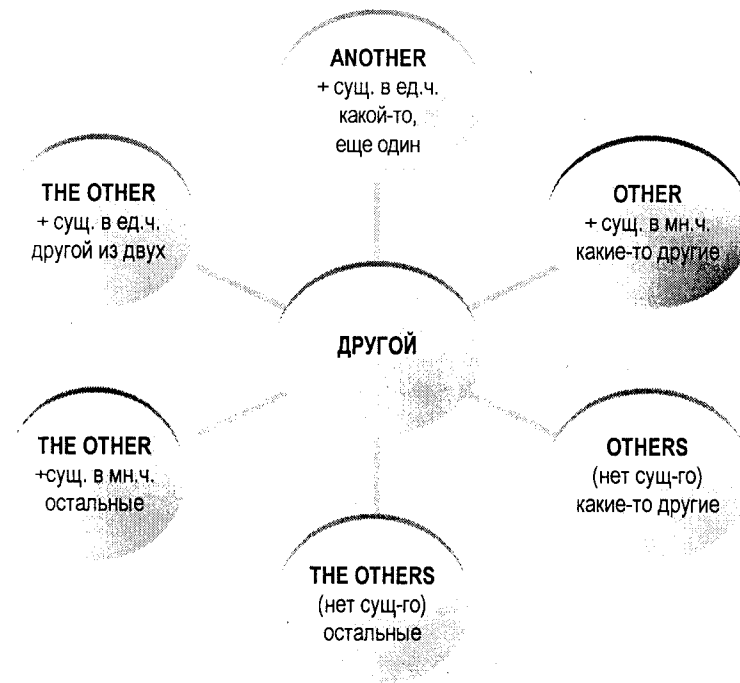 ANOTHER
+ сущ. в ед.ч.
какой-то,
еще один
THE OTHER
+ сущ. в ед.ч.
другой из двух
OTHER
+ сущ. в мн.ч.
какие-то другие
ДРУГОЙ
THE OTHER
+сущ. в мн.ч.
остальные
OTHERS
(нет сущ-го)
какие-то другие
THE OTHERS
(нет сущ-го)
остальные